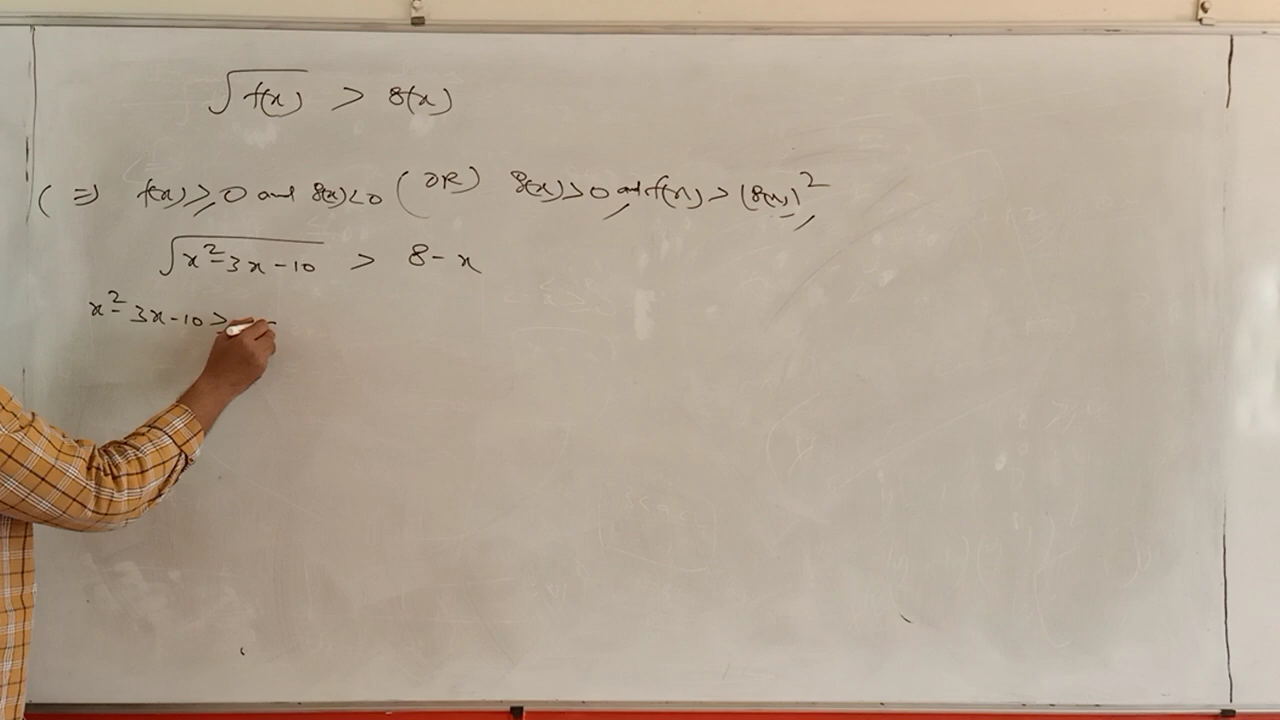 √f(x) > g(x)
(⇒) f(x) ≥ 0 and g(x) < 0 (OR) g(x) ≥ 0 and f(x) > (g(x))²
√x²-3x-10 > 8-x
x²-3x-10 ≥